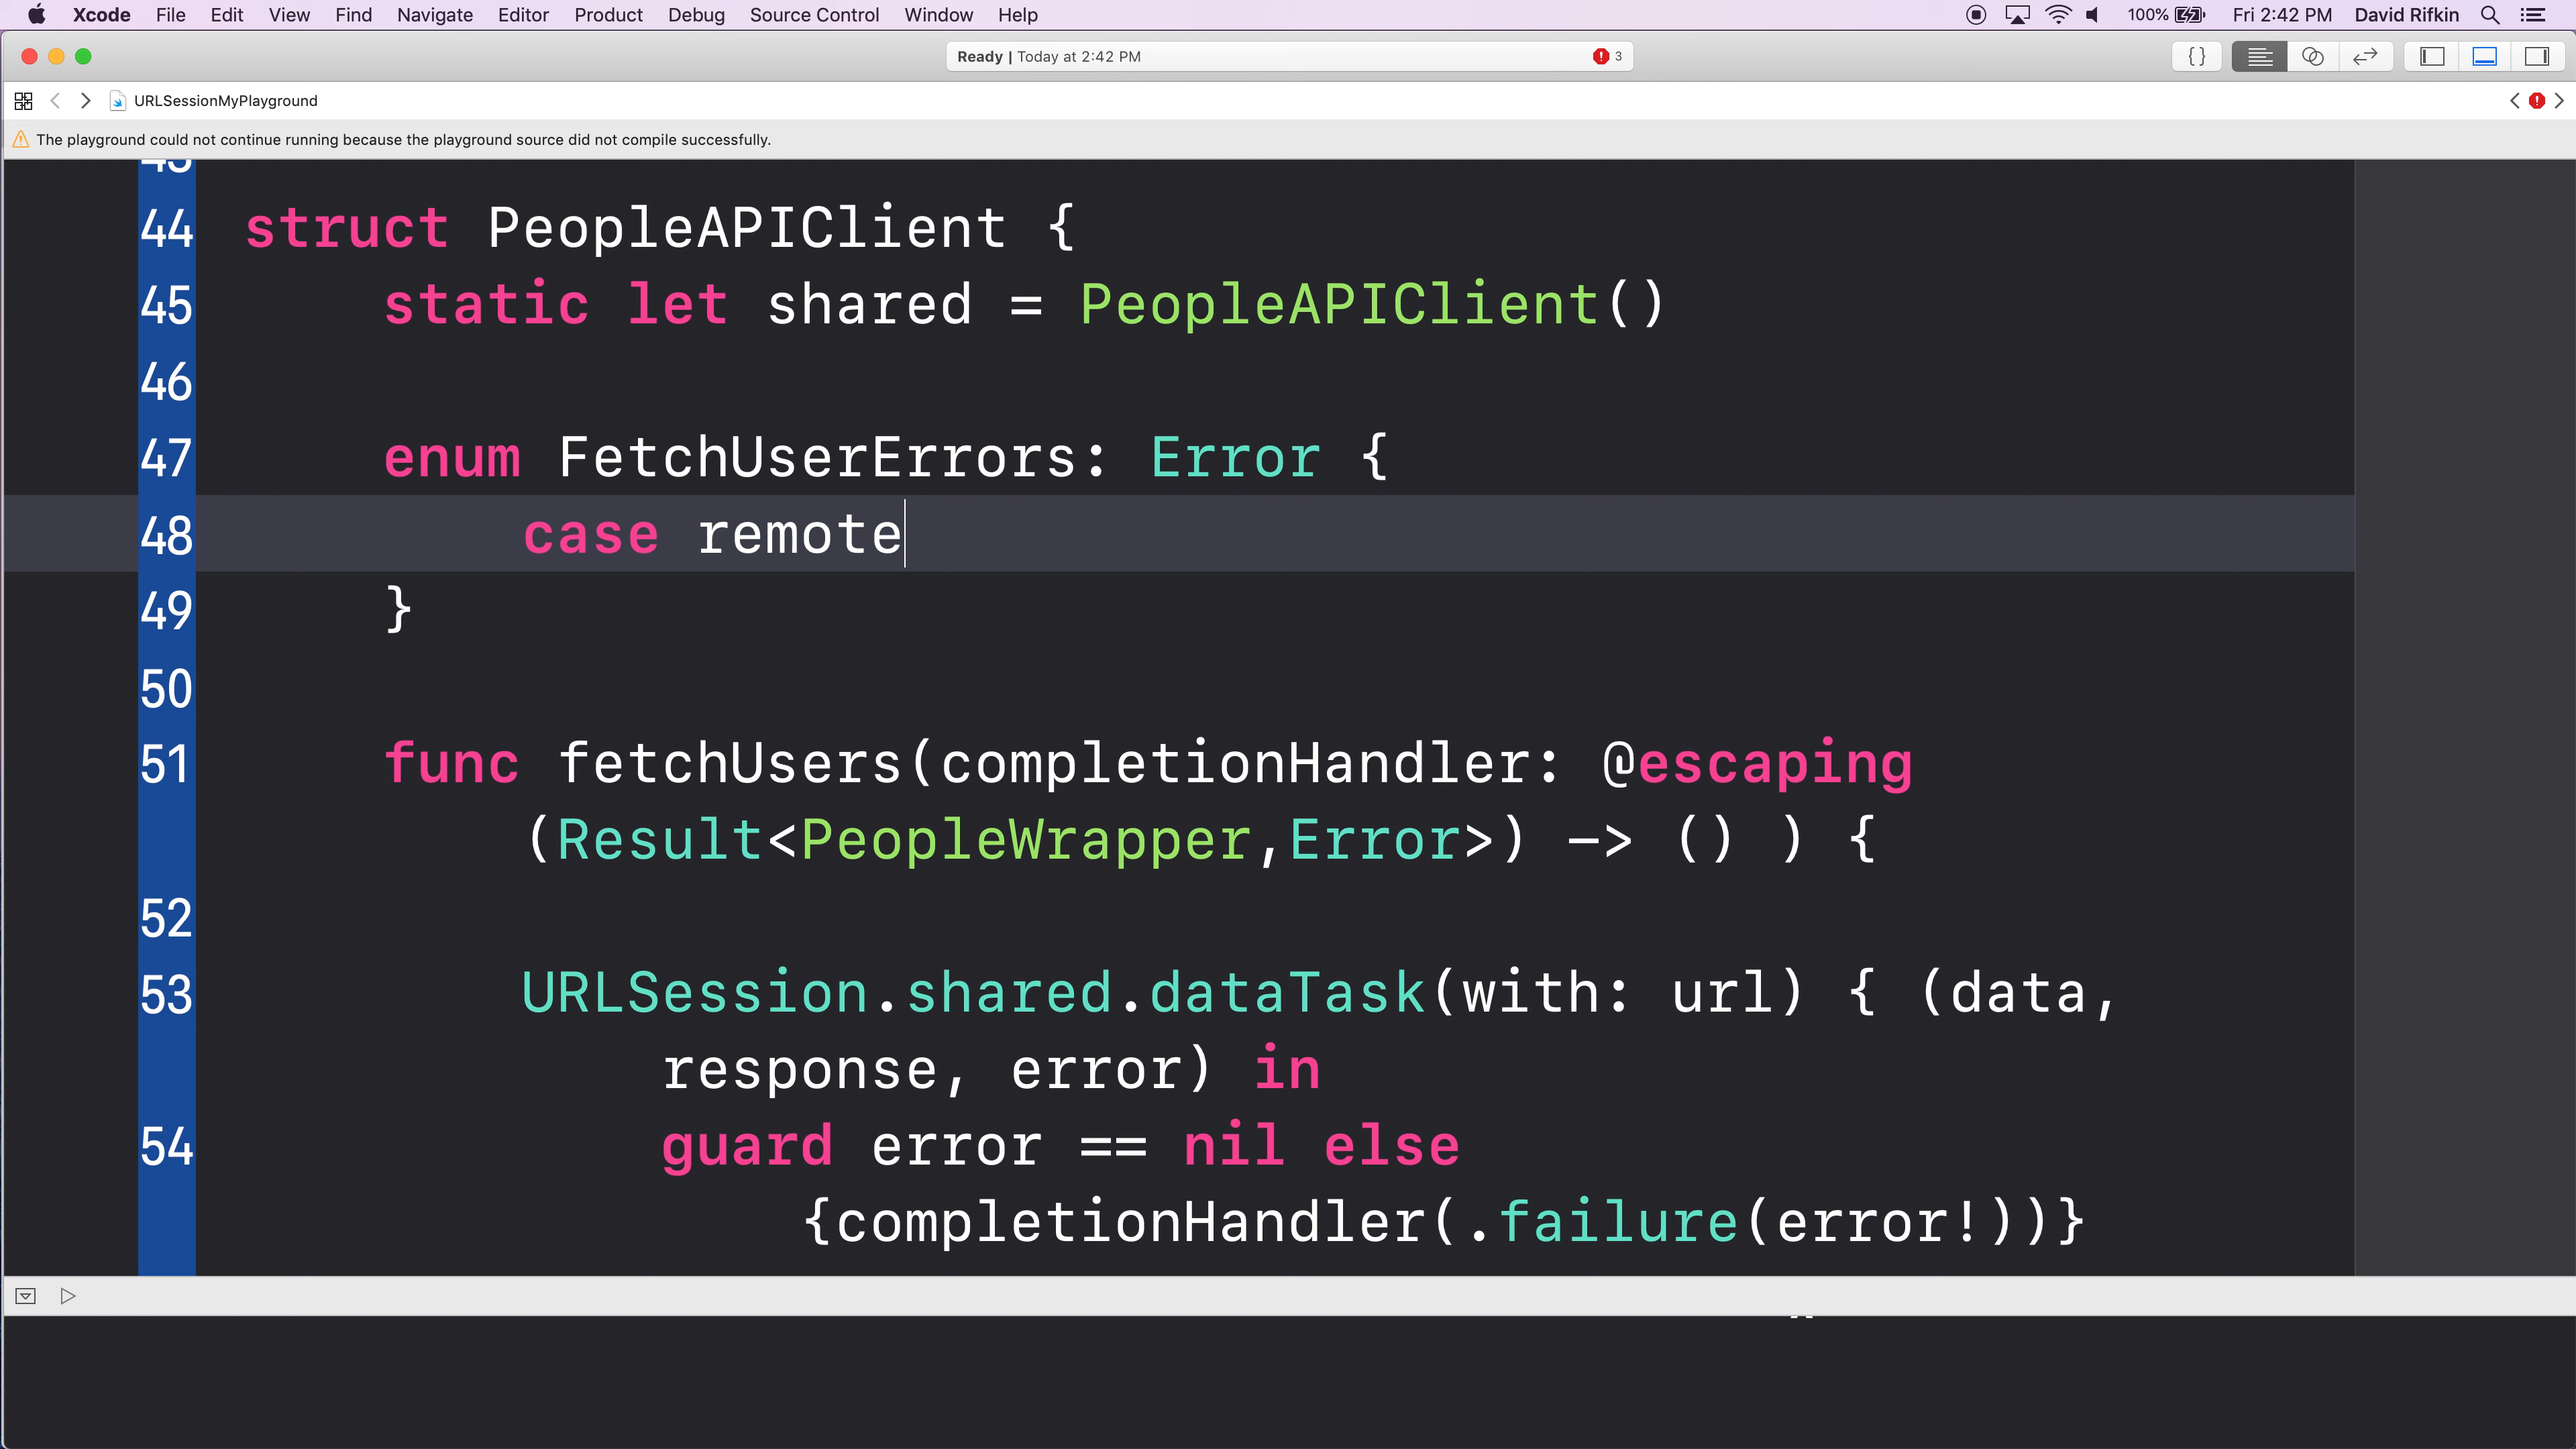 Xcode File Edit View Find Navigate Editor Product Debug Source Control Window Help 100% Fri 2:42 PM David Rifkin
Ready | Today at 2:42 PM 3
URLSessionMyPlayground
The playground could not continue running because the playground source did not compile successfully.
44 struct PeopleAPIClient {
45 static let shared = PeopleAPIClient()
46
47 enum FetchUserErrors: Error {
48 case remote
49 }
50
51 func fetchUsers(completionHandler: @escaping
(Result<PeopleWrapper,Error>) -> () ) {
52
53 URLSession.shared.dataTask(with: url) { (data,
response, error) in
54 guard error == nil else
{completionHandler(.failure(error!))}